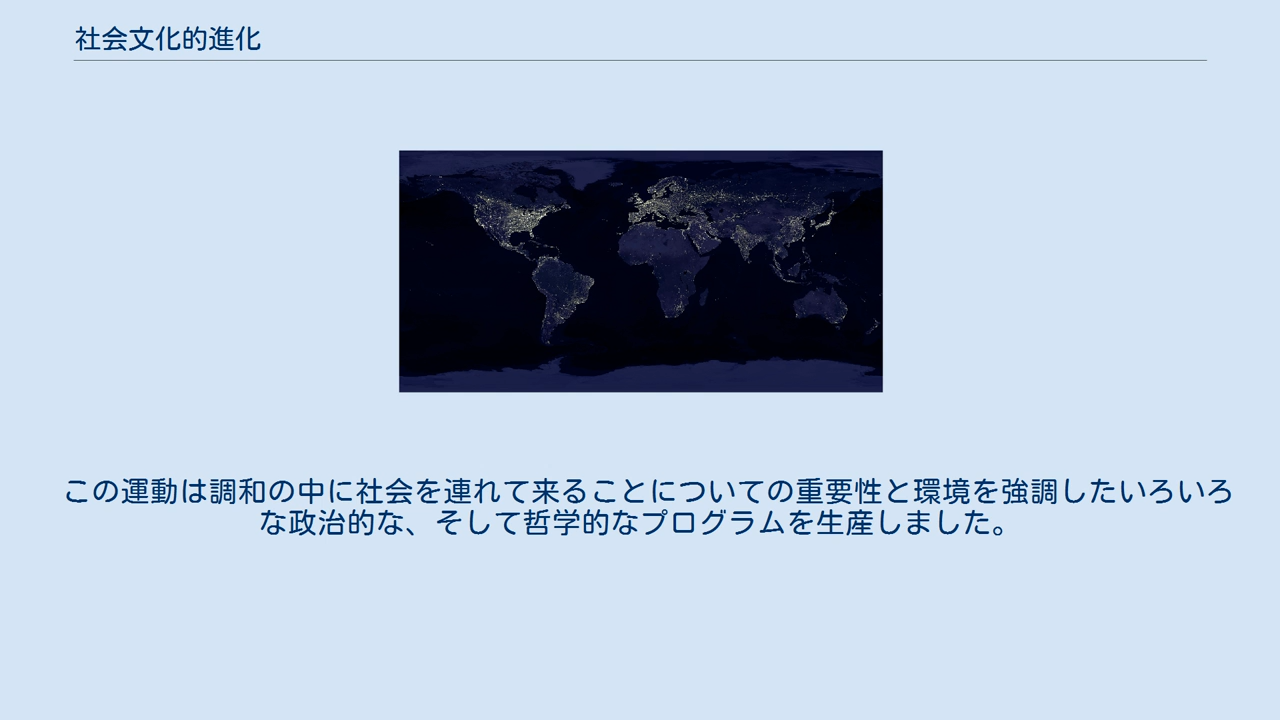 社会文化的進化
この運動は調和の中に社会を連れて来ることについての重要性と環境を強調したいろいろ
な政治的な、そして哲学的なプログラムを生産しました。